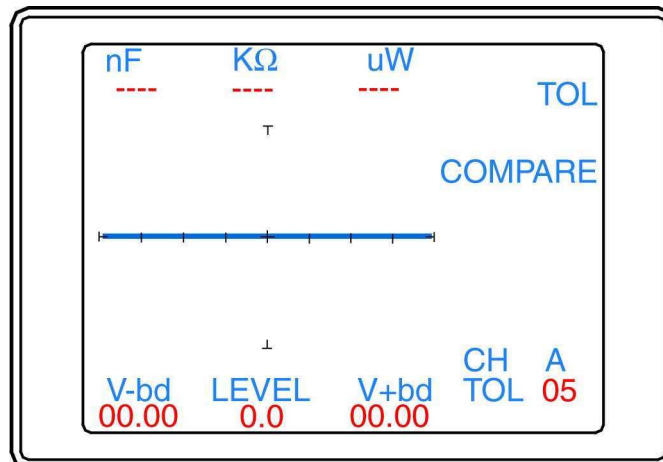 nF KΩ uW
---- ---- ---- TOL
COMPARE
CH A
V-bd LEVEL V+bd TOL 05
00.00 0.0 00.00